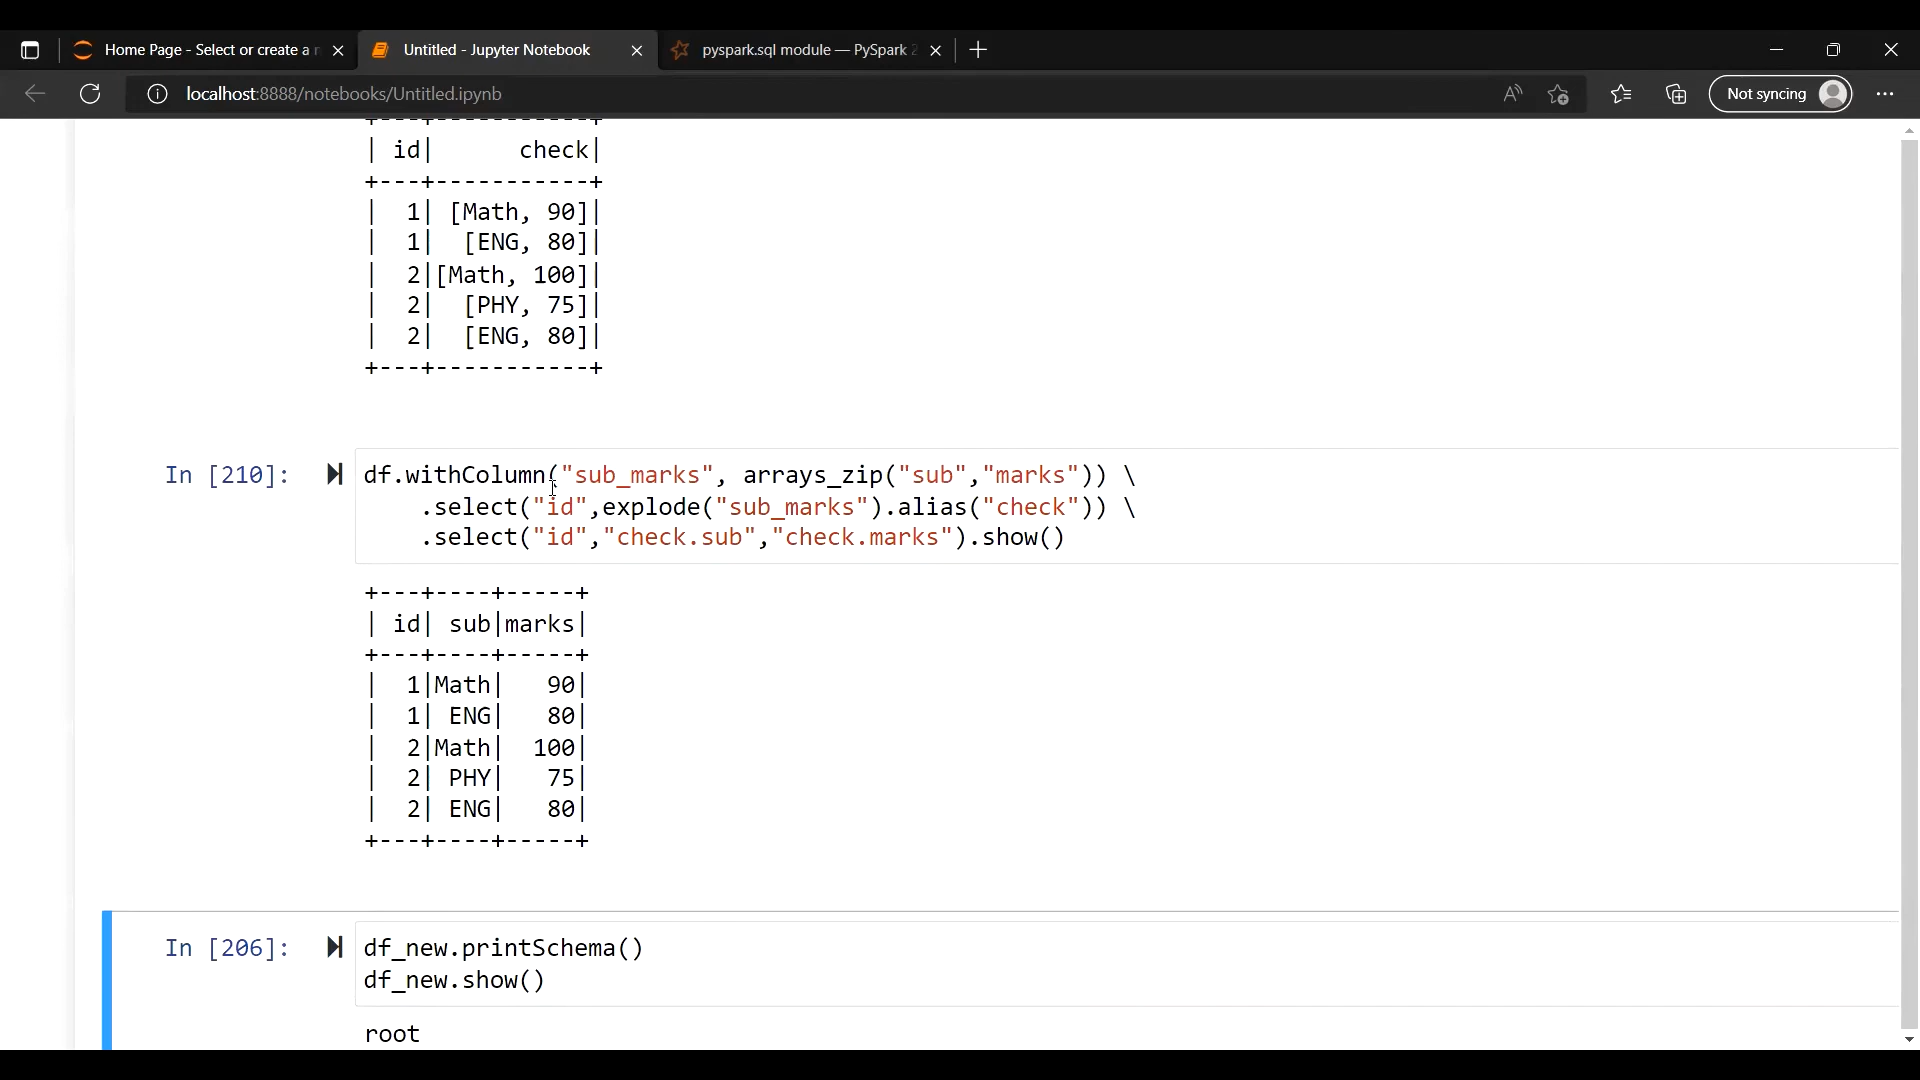 Home Page - Select or create a n
Untitled - Jupyter Notebook
pyspark.sql module — PySpark 2
localhost:8888/notebooks/Untitled.ipynb
Not syncing
+---+-----------+
| id|      check|
+---+-----------+
|  1| [Math, 90]|
|  1|  [ENG, 80]|
|  2|[Math, 100]|
|  2|  [PHY, 75]|
|  2|  [ENG, 80]|
+---+-----------+
In [210]:
df.withColumn("sub_marks", arrays_zip("sub","marks")) \
    .select("id",explode("sub_marks").alias("check")) \
    .select("id","check.sub","check.marks").show()
+---+----+-----+
| id| sub|marks|
+---+----+-----+
|  1|Math|   90|
|  1| ENG|   80|
|  2|Math|  100|
|  2| PHY|   75|
|  2| ENG|   80|
+---+----+-----+
In [206]:
df_new.printSchema()
df_new.show()
root